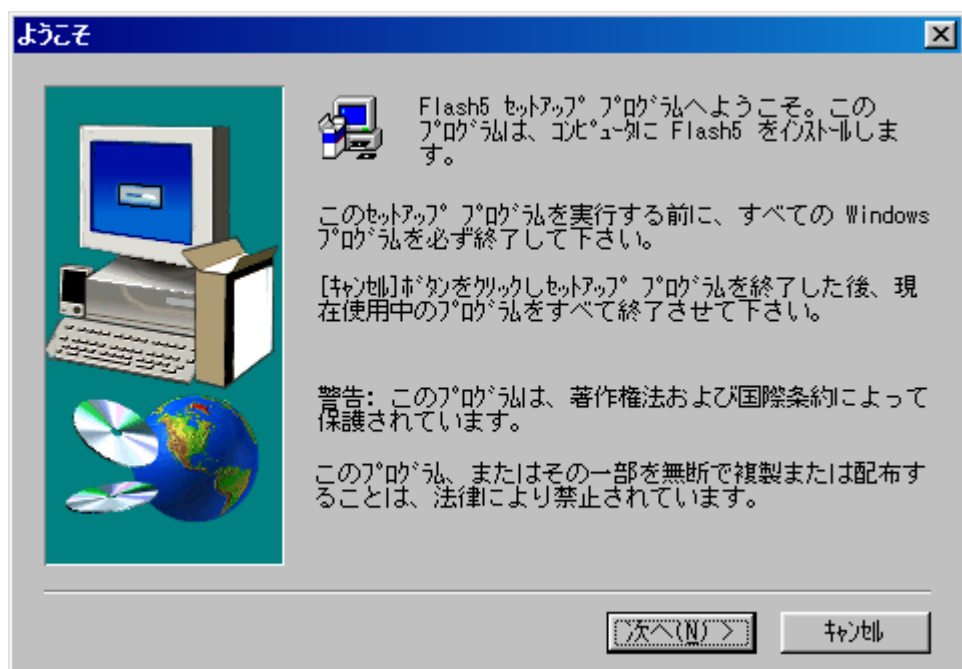 ようこそ
Flash5 ｾｯﾄｱｯﾌﾟ ﾌﾟﾛｸﾞﾗﾑへようこそ。この
ﾌﾟﾛｸﾞﾗﾑは、ｺﾝﾋﾟｭｰﾀに Flash5 をｲﾝｽﾄｰﾙしま
す。
このｾｯﾄｱｯﾌﾟ ﾌﾟﾛｸﾞﾗﾑを実行する前に、すべての Windows
ﾌﾟﾛｸﾞﾗﾑを必ず終了して下さい。
[ｷｬﾝｾﾙ]ﾎﾞﾀﾝをｸﾘｯｸしｾｯﾄｱｯﾌﾟ ﾌﾟﾛｸﾞﾗﾑを終了した後、現
在使用中のﾌﾟﾛｸﾞﾗﾑをすべて終了させて下さい。
警告: このﾌﾟﾛｸﾞﾗﾑは、著作権法および国際条約によって
保護されています。
このﾌﾟﾛｸﾞﾗﾑ、またはその一部を無断で複製または配布す
ることは、法律により禁止されています。
次へ(N) >
ｷｬﾝｾﾙ